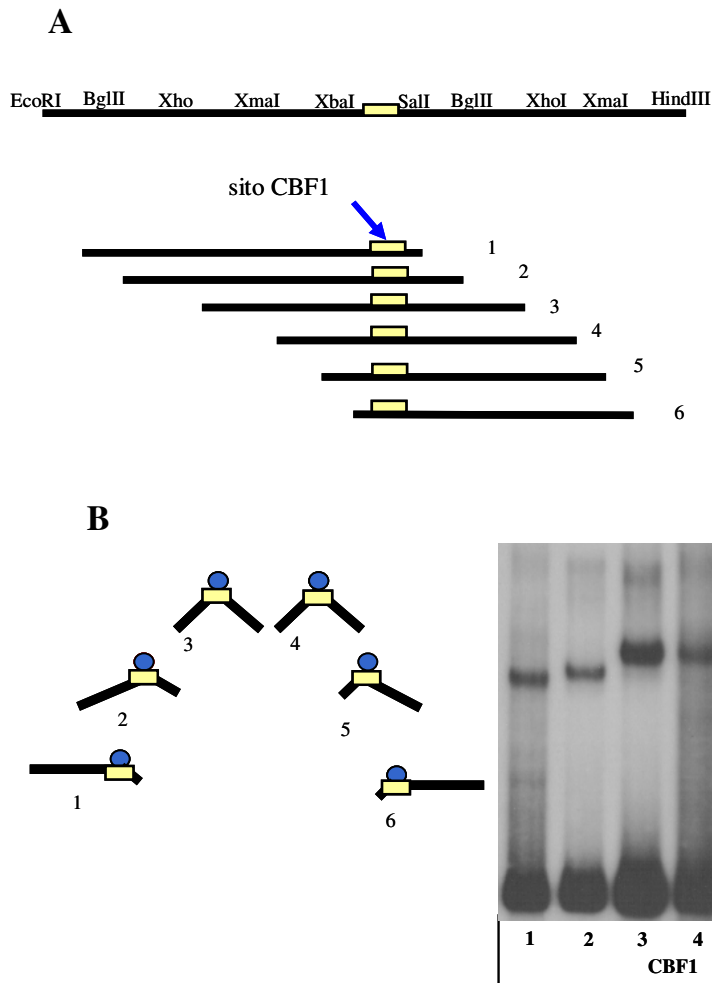 A
EcoRI BglII Xho XmaI XbaI SalI BglII XhoI XmaI HindIII
sito CBF1
1
2
3
4
5
6
B
3 4
2 5
1 6
1 2 3 4
CBF1